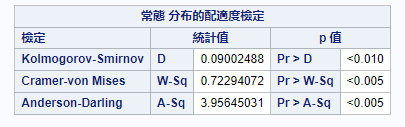 常態 分布的配適度檢定
檢定 統計值 p 值
Kolmogorov-Smirnov D 0.09002488 Pr > D <0.010
Cramer-von Mises W-Sq 0.72294072 Pr > W-Sq <0.005
Anderson-Darling A-Sq 3.95645031 Pr > A-Sq <0.005